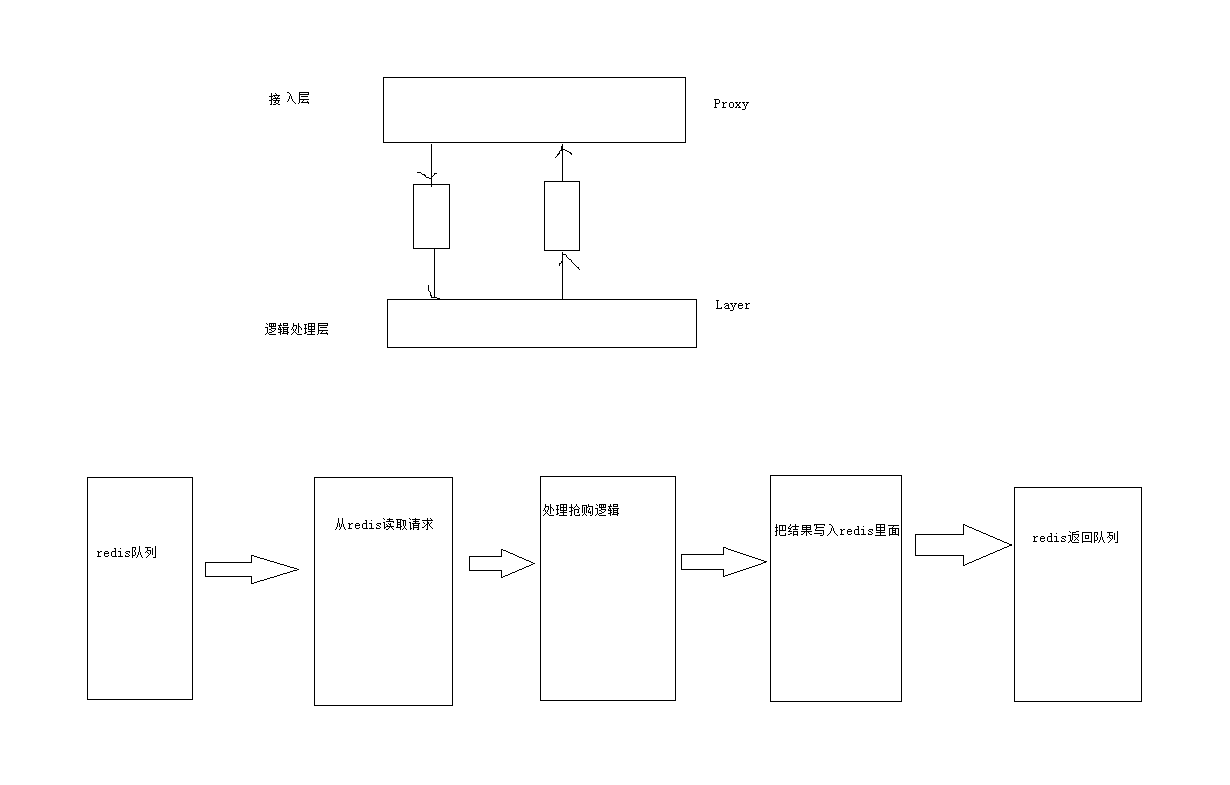 接入层
Proxy
Layer
逻辑处理层
redis队列
从redis读取请求
处理抢购逻辑
把结果写入redis里面
redis返回队列